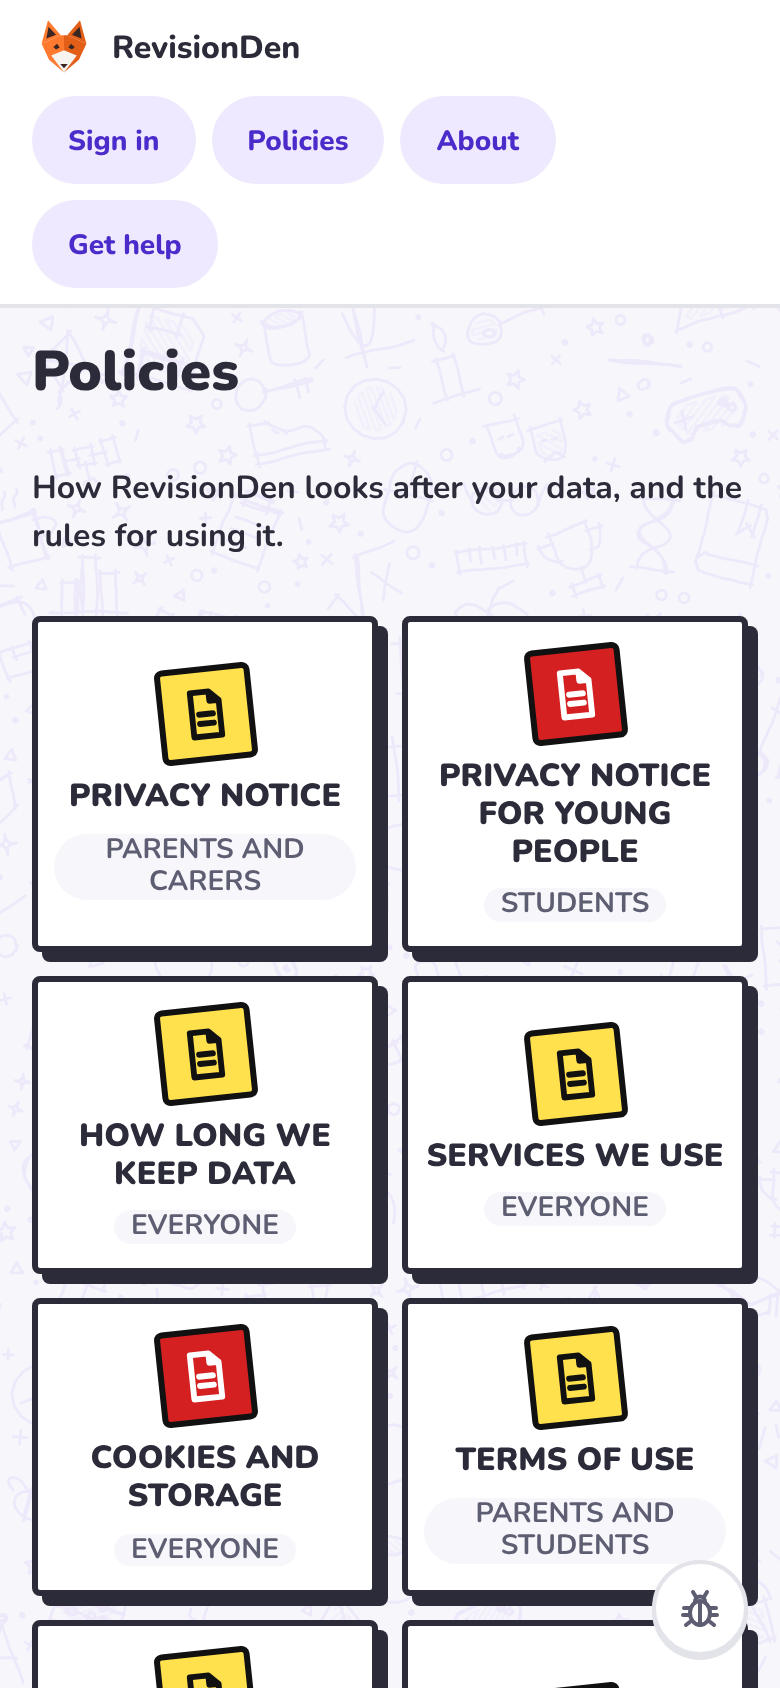 RevisionDen
Sign in
Policies
About
Get help
Policies
How RevisionDen looks after your data, and the
rules for using it.
PRIVACY NOTICE
PARENTS AND
CARERS
PRIVACY NOTICE
FOR YOUNG
PEOPLE
STUDENTS
HOW LONG WE
KEEP DATA
EVERYONE
SERVICES WE USE
EVERYONE
COOKIES AND
STORAGE
EVERYONE
TERMS OF USE
PARENTS AND
STUDENTS